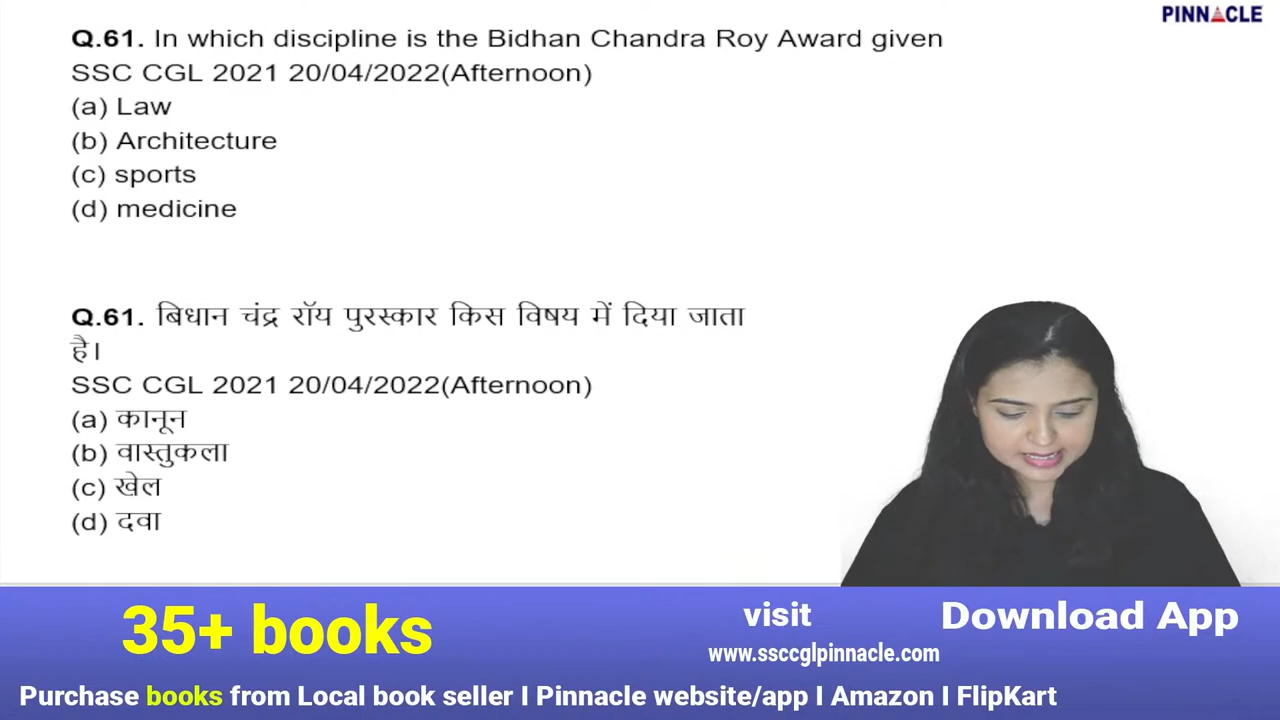 PINNACLE
Q.61. In which discipline is the Bidhan Chandra Roy Award given
SSC CGL 2021 20/04/2022(Afternoon)
(a) Law
(b) Architecture
(c) sports
(d) medicine
Q.61. बिधान चंद्र रॉय पुरस्कार किस विषय में दिया जाता
है।
SSC CGL 2021 20/04/2022(Afternoon)
(a) कानून
(b) वास्तुकला
(c) खेल
(d) दवा
35+ books
visit
www.ssccglpinnacle.com
Download App
Purchase books from Local book seller I Pinnacle website/app I Amazon I FlipKart